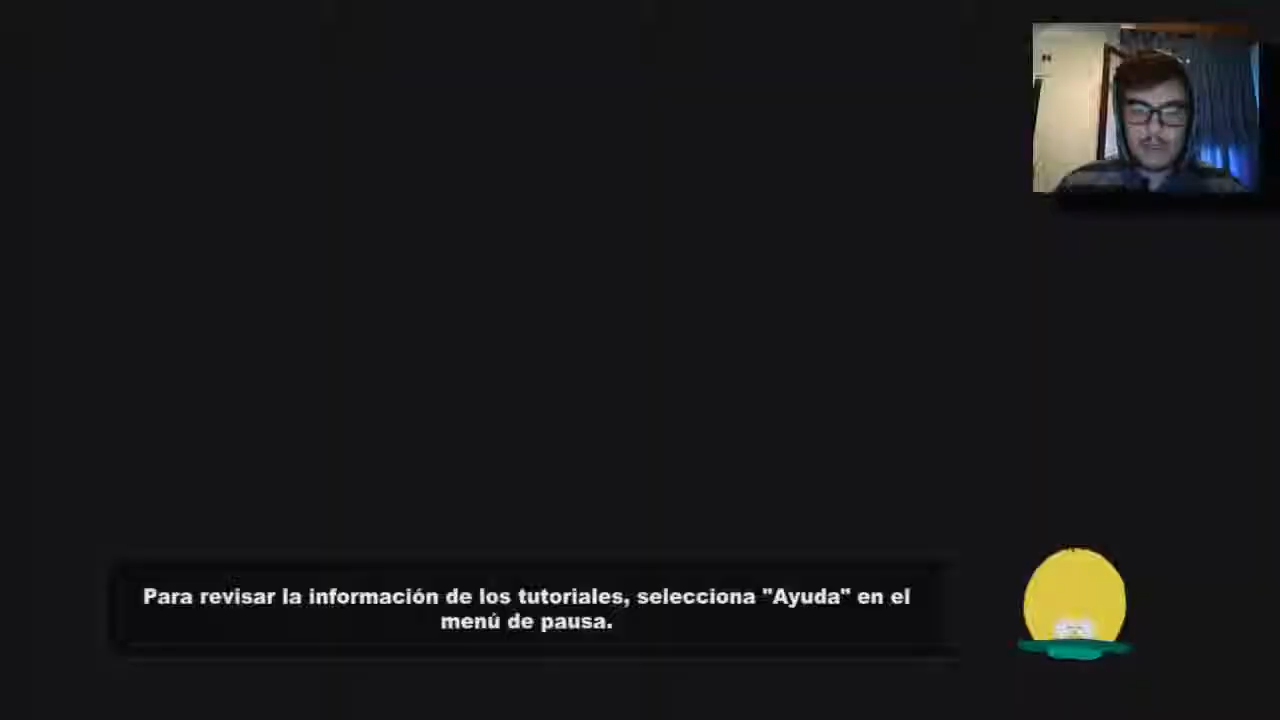 Para revisar la información de los tutoriales, selecciona "Ayuda" en el
menú de pausa.